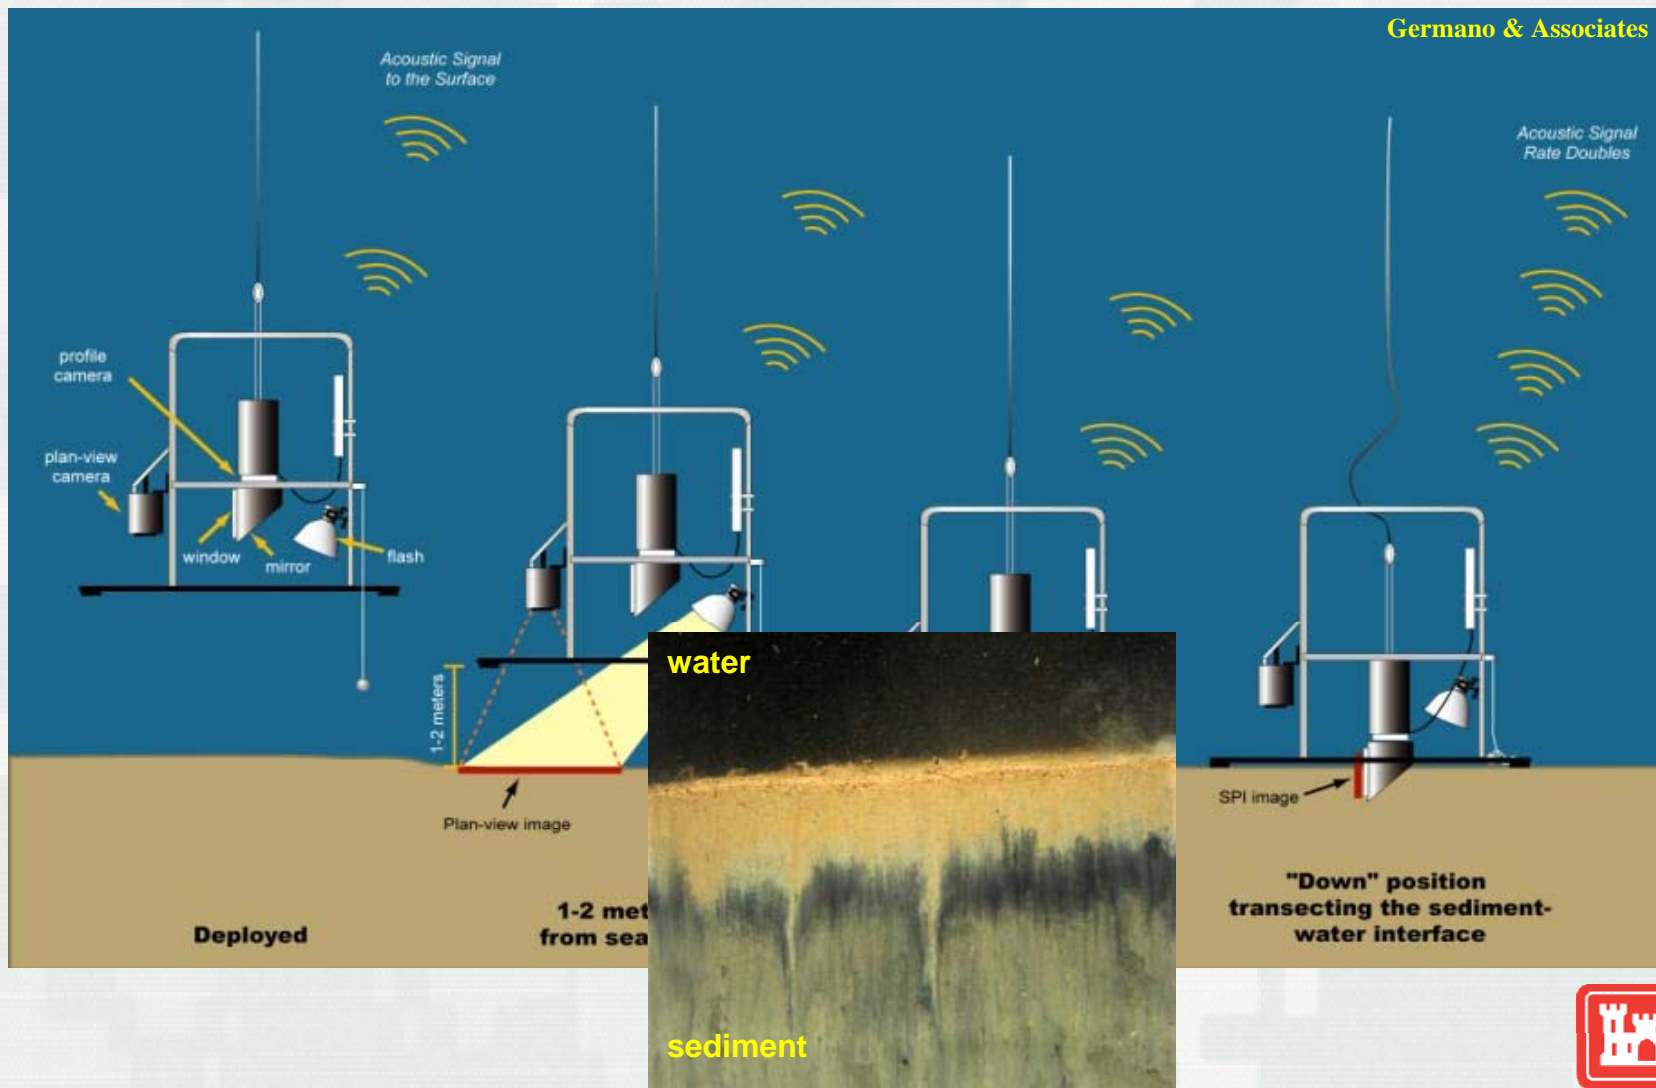 Germano & Associates
Acoustic Signal
to the Surface
Acoustic Signal
Rate Doubles
profile
camera
plan-view
camera
window
mirror
flash
1-2 meters
Plan-view image
water
sediment
SPI image
Deployed
1-2 met
from sea
"Down" position
transecting the sediment-
water interface